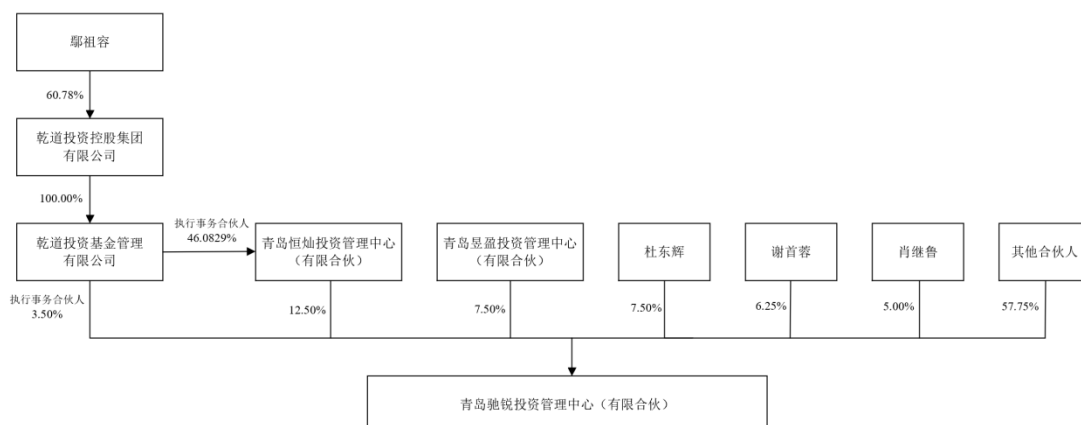 鄢祖容
60.78%
乾道投资控股集团
有限公司
100.00%
乾道投资基金管理
有限公司
执行事务合伙人
46.0829%
青岛恒灿投资管理中心
（有限合伙）
青岛昱盈投资管理中心
（有限合伙）
杜东辉
谢首蓉
肖继鲁
其他合伙人
执行事务合伙人
3.50%
12.50%
7.50%
7.50%
6.25%
5.00%
57.75%
青岛驰锐投资管理中心（有限合伙）